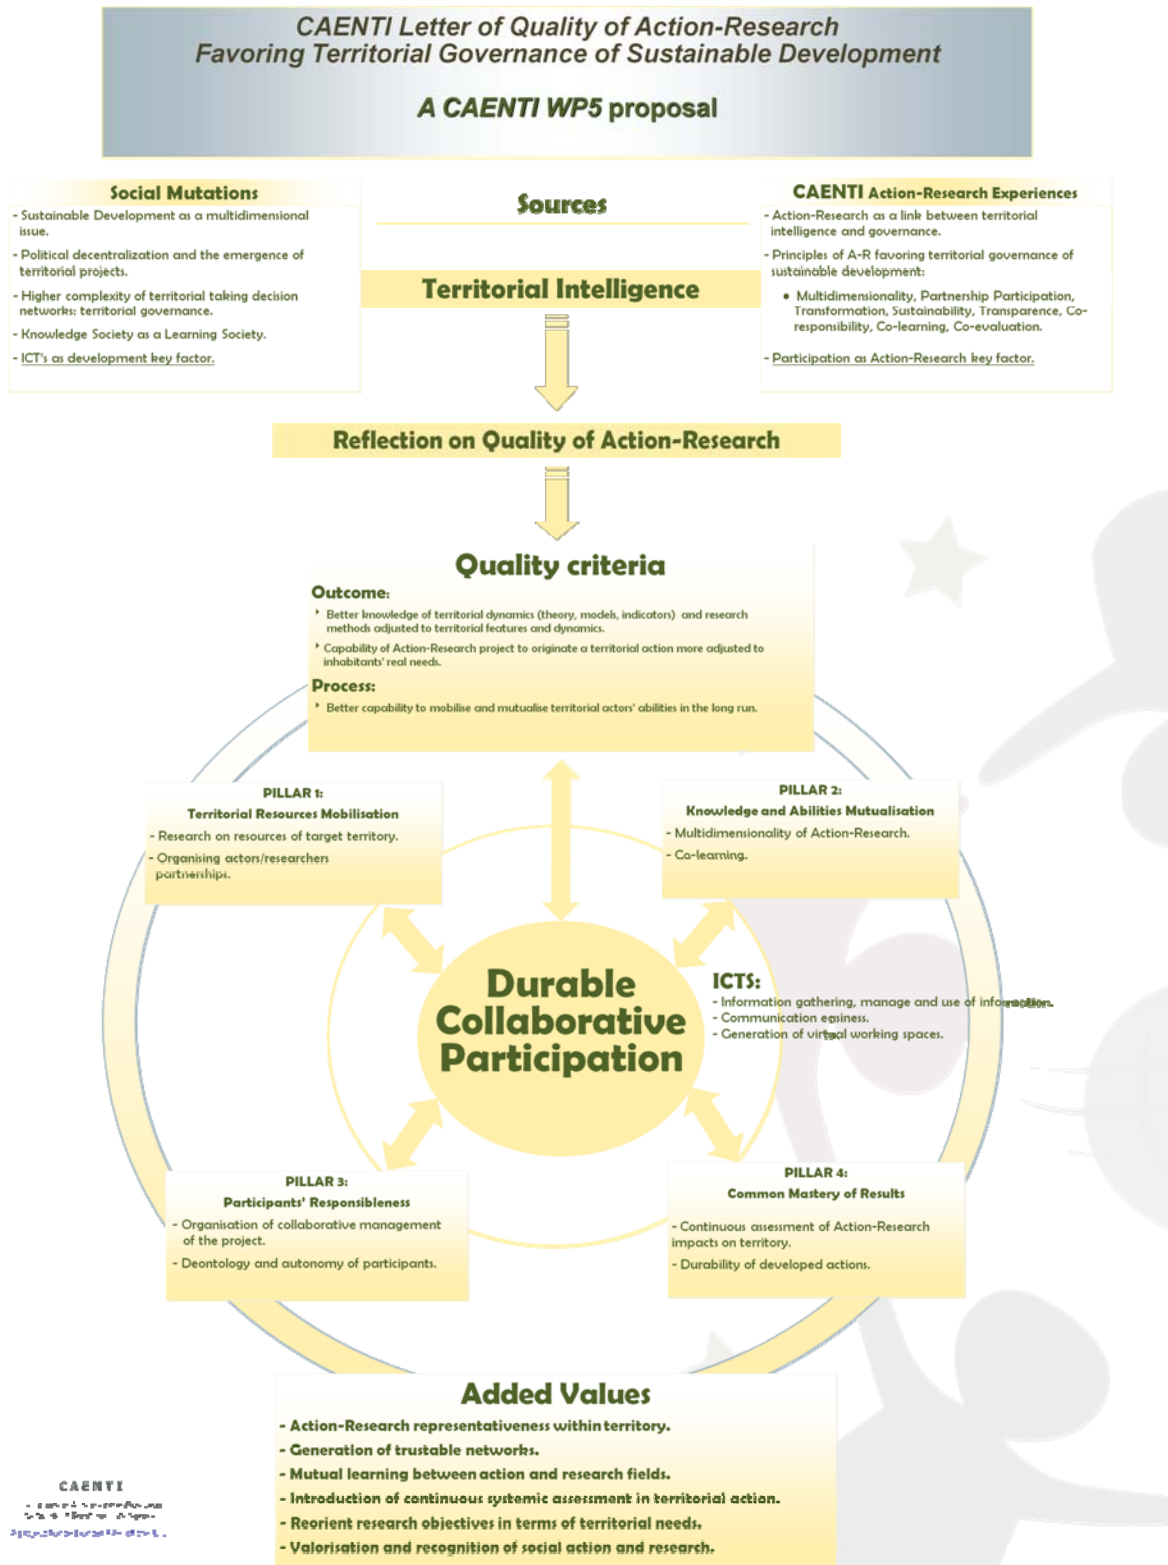 CAENTI Letter of Quality of Action-Research
Favoring Territorial Governance of Sustainable Development
A CAENTI WP5 proposal
Social Mutations
- Sustainable Development as a multidimensional
issue.
- Political decentralization and the emergence of
territorial projects.
- Higher complexity of territorial taking decision
networks: territorial governance.
- Knowledge Society as a Learning Society.
- ICT's as development key factor.
Sources
Territorial Intelligence
CAENTI Action-Research Experiences
- Action-Research as a link between territorial
intelligence and governance.
- Principles of A-R favoring territorial governance of
sustainable development:
• Multidimensionality, Partnership Participation,
Transformation, Sustainability, Transparence, Co-
responsibility, Co-learning, Co-evaluation.
- Participation as Action-Research key factor.
Reflection on Quality of Action-Research
Quality criteria
Outcome:
Better knowledge of territorial dynamics (theory, models, indicators) and research
methods adjusted to territorial features and dynamics.
Capability of Action-Research project to originate a territorial action more adjusted to
inhabitants' real needs.
Process:
Better capability to mobilise and mutualise territorial actors' abilities in the long run.
PILLAR 1:
Territorial Resources Mobilisation
- Research on resources of target territory.
- Organising actors/researchers
partnerships.
PILLAR 2:
Knowledge and Abilities Mutualisation
- Multidimensionality of Action-Research.
- Co-learning.
Durable
Collaborative
Participation
ICTS:
- Information gathering, manage and use of information.
- Communication easiness.
- Generation of virtual working spaces.
PILLAR 3:
Participants' Responsibleness
- Organisation of collaborative management
of the project.
- Deontology and autonomy of participants.
PILLAR 4:
Common Mastery of Results
- Continuous assessment of Action-Research
impacts on territory.
- Durability of developed actions.
Added Values
- Action-Research representativeness within territory.
- Generation of trustable networks.
- Mutual learning between action and research fields.
- Introduction of continuous systemic assessment in territorial action.
- Reorient research objectives in terms of territorial needs.
- Valorisation and recognition of social action and research.
CAENTI